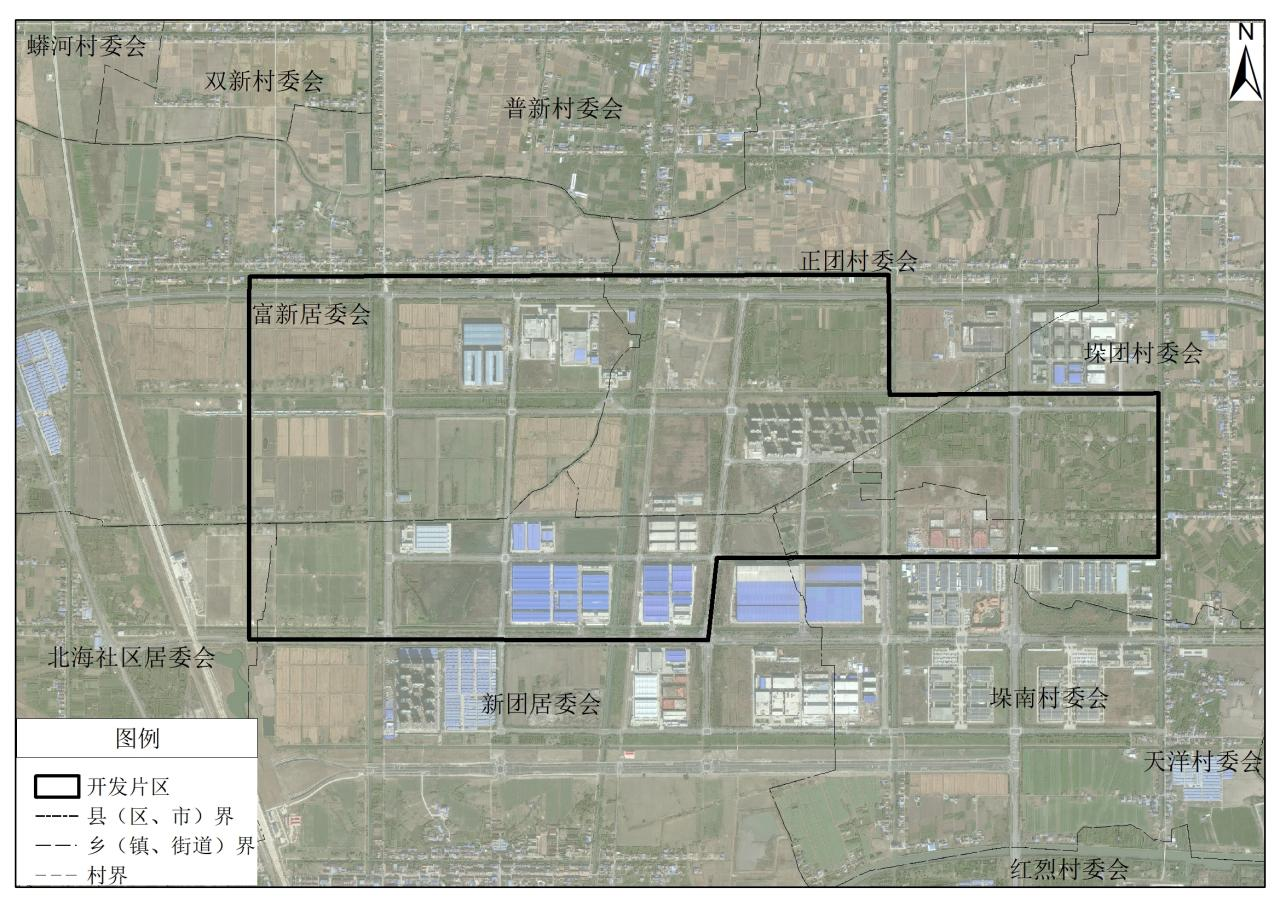 N
蟒河村委会
双新村委会
普新村委会
正团村委会
富新居委会
垛团村委会
北海社区居委会
新团居委会
垛南村委会
天洋村委会
红烈村委会
图例
开发片区
县（区、市）界
乡（镇、街道）界
村界